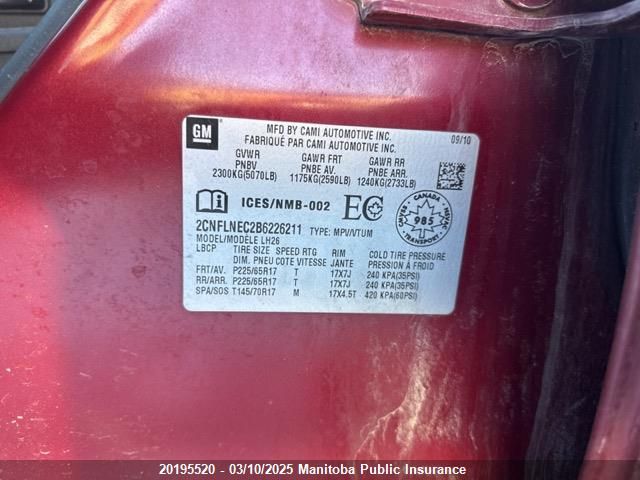 GM
MFD BY CAMI AUTOMOTIVE INC.
FABRIQUÉ PAR CAMI AUTOMOTIVE INC.
09/10
GVWR GAWR FRT GAWR RR
PNBV PNBE AV. PNBE ARR.
2300KG(5070LB) 1175KG(2590LB) 1240KG(2733LB)
i ICES/NMB-002 EC
CANADA
985
2CNFLNEC2B6226211 TYPE: MPV/VTUM
MODEL/MODÈLE LH26
LBCP TIRE SIZE SPEED RTG RIM COLD TIRE PRESSURE
DIM. PNEU COTE VITESSE JANTE PRESSION À FROID
FRT/AV. P225/65R17 T 17X7J 240 KPA(35PSI)
RR/ARR. P225/65R17 T 17X7J 240 KPA(35PSI)
SPA/SOS T145/70R17 M 17X4.5T 420 KPA(60PSI)
20195520 - 03/10/2025 Manitoba Public Insurance